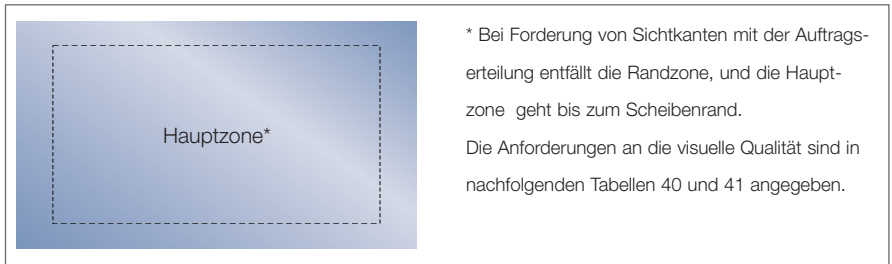 Hauptzone*
* Bei Forderung von Sichtkanten mit der Auftrags-
erteilung entfällt die Randzone, und die Haupt-
zone  geht bis zum Scheibenrand.
Die Anforderungen an die visuelle Qualität sind in
nachfolgenden Tabellen 40 und 41 angegeben.